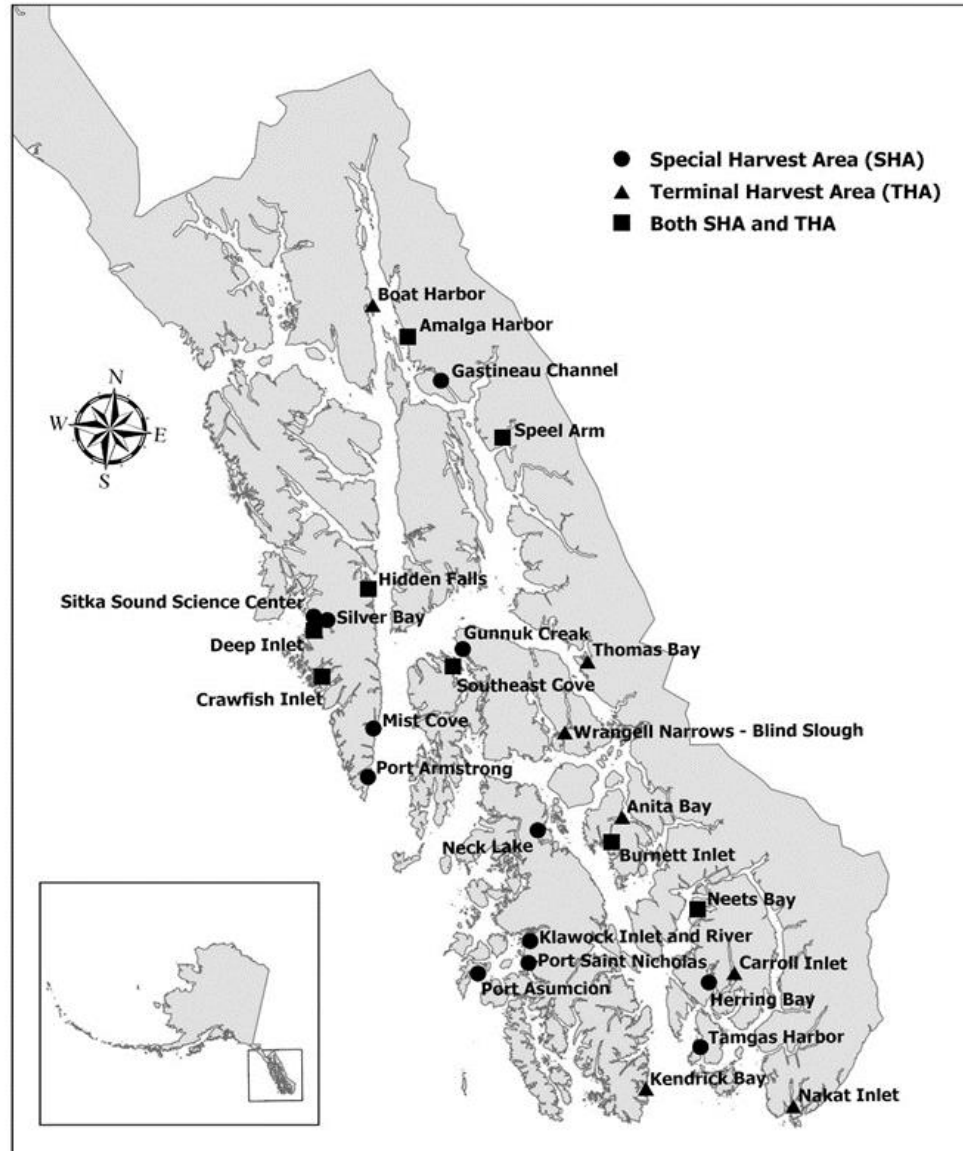 Special Harvest Area (SHA)
Terminal Harvest Area (THA)
Both SHA and THA
Boat Harbor
Amalga Harbor
Gastineau Channel
N
W
E
S
Speel Arm
Hidden Falls
Sitka Sound Science Center
Silver Bay
Deep Inlet
Gunnuk Creak
Thomas Bay
Southeast Cove
Crawfish Inlet
Mist Cove
Wrangell Narrows - Blind Slough
Port Armstrong
Anita Bay
Neck Lake
Burnett Inlet
Neets Bay
Klawock Inlet and River
Port Saint Nicholas
Carroll Inlet
Port Asumcion
Herring Bay
Tamgas Harbor
Kendrick Bay
Nakat Inlet